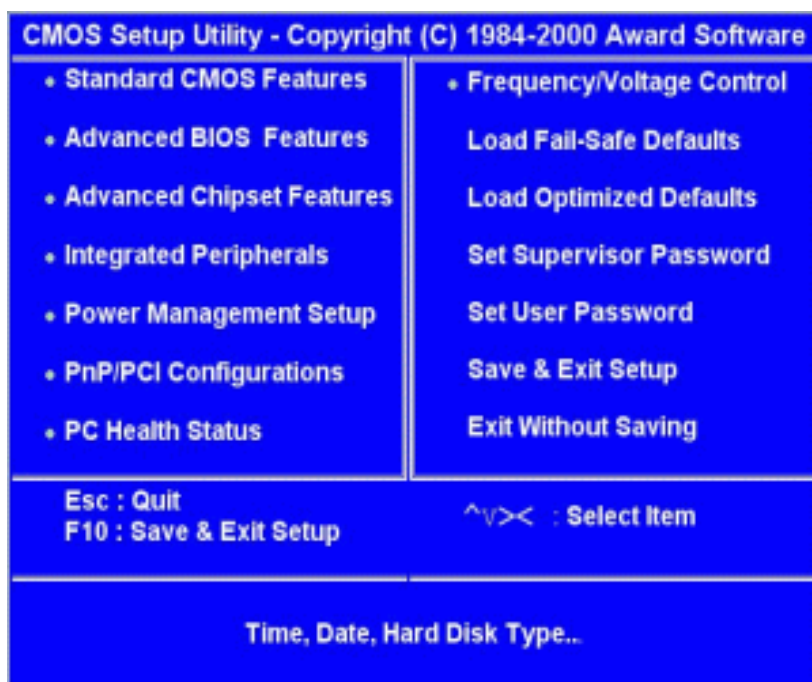 CMOS Setup Utility - Copyright (C) 1984-2000 Award Software
• Standard CMOS Features
• Advanced BIOS Features
• Advanced Chipset Features
• Integrated Peripherals
• Power Management Setup
• PnP/PCI Configurations
• PC Health Status
• Frequency/Voltage Control
Load Fail-Safe Defaults
Load Optimized Defaults
Set Supervisor Password
Set User Password
Save & Exit Setup
Exit Without Saving
Esc : Quit
F10 : Save & Exit Setup
^v>< : Select Item
Time, Date, Hard Disk Type...